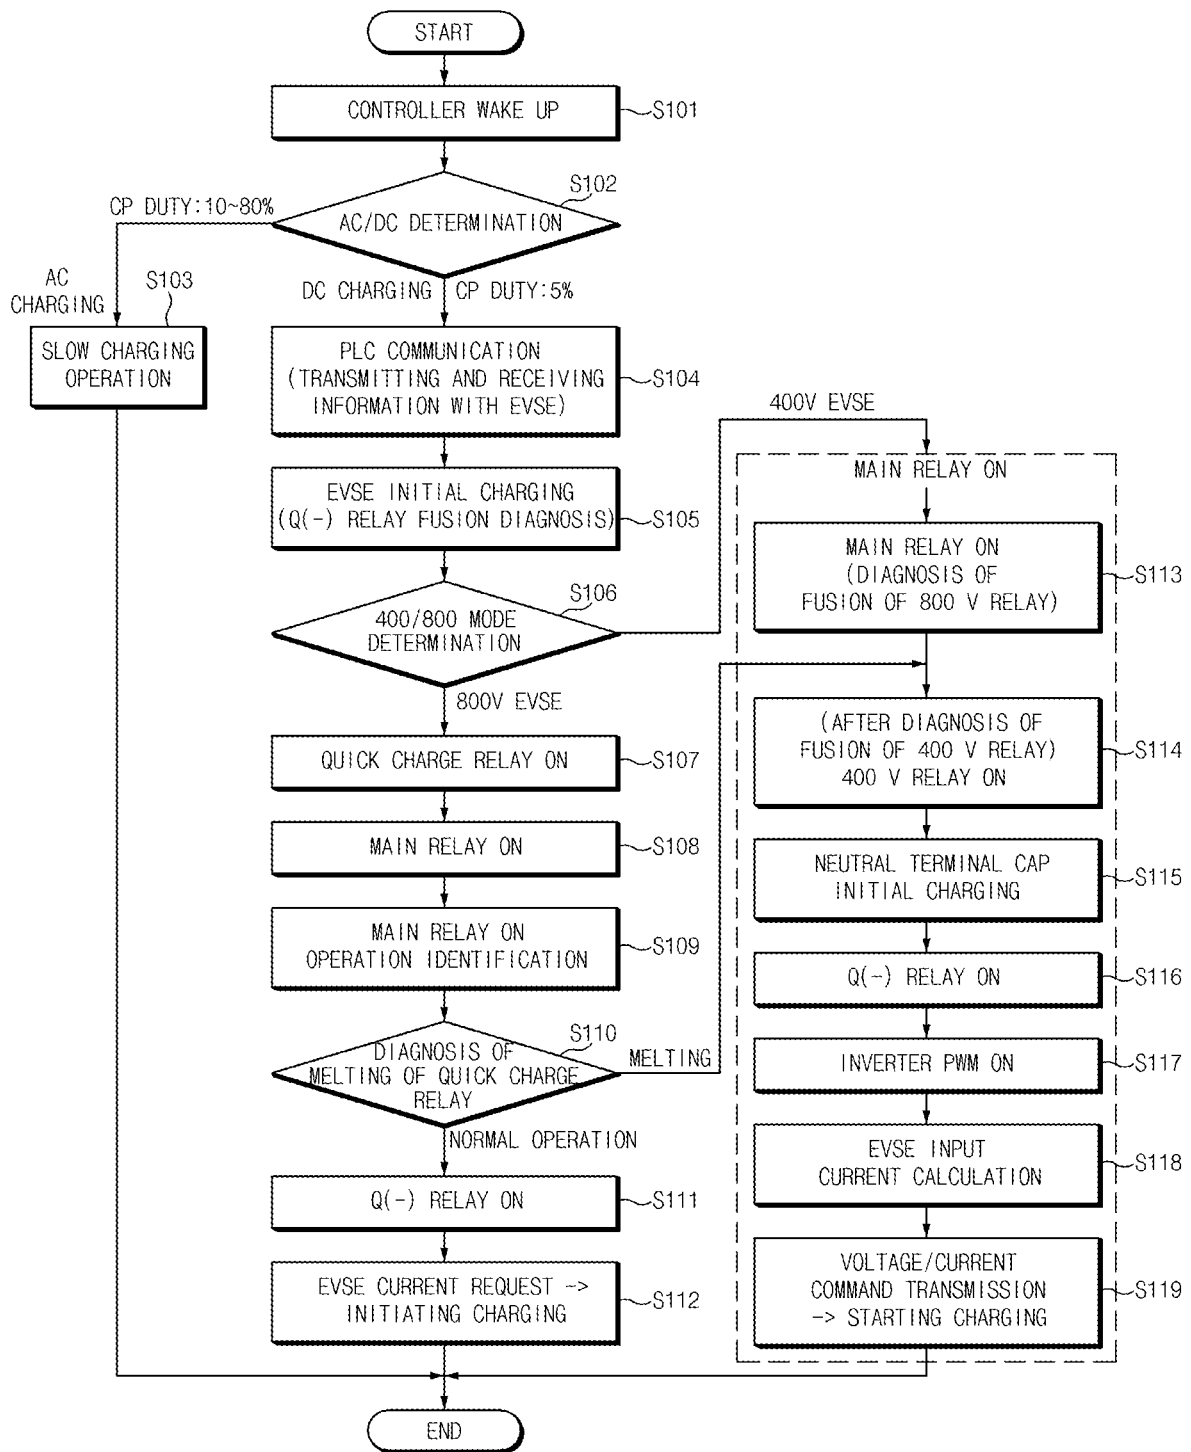 START
CONTROLLER WAKE UP
S101
S102
CP DUTY:10~80%
AC/DC DETERMINATION
AC
CHARGING
S103
DC CHARGING
CP DUTY:5%
SLOW CHARGING
OPERATION
PLC COMMUNICATION
(TRANSMITTING AND RECEIVING
INFORMATION WITH EVSE)
S104
400V EVSE
EVSE INITIAL CHARGING
(Q(-) RELAY FUSION DIAGNOSIS)
S105
S106
400/800 MODE
DETERMINATION
800V EVSE
QUICK CHARGE RELAY ON
S107
MAIN RELAY ON
S108
MAIN RELAY ON
OPERATION IDENTIFICATION
S109
S110
DIAGNOSIS OF
MELTING OF QUICK CHARGE
RELAY
MELTING
NORMAL OPERATION
Q(-) RELAY ON
S111
EVSE CURRENT REQUEST ->
INITIATING CHARGING
S112
MAIN RELAY ON
MAIN RELAY ON
(DIAGNOSIS OF
FUSION OF 800 V RELAY)
S113
(AFTER DIAGNOSIS OF
FUSION OF 400 V RELAY)
400 V RELAY ON
S114
NEUTRAL TERMINAL CAP
INITIAL CHARGING
S115
Q(-) RELAY ON
S116
INVERTER PWM ON
S117
EVSE INPUT
CURRENT CALCULATION
S118
VOLTAGE/CURRENT
COMMAND TRANSMISSION
-> STARTING CHARGING
S119
END